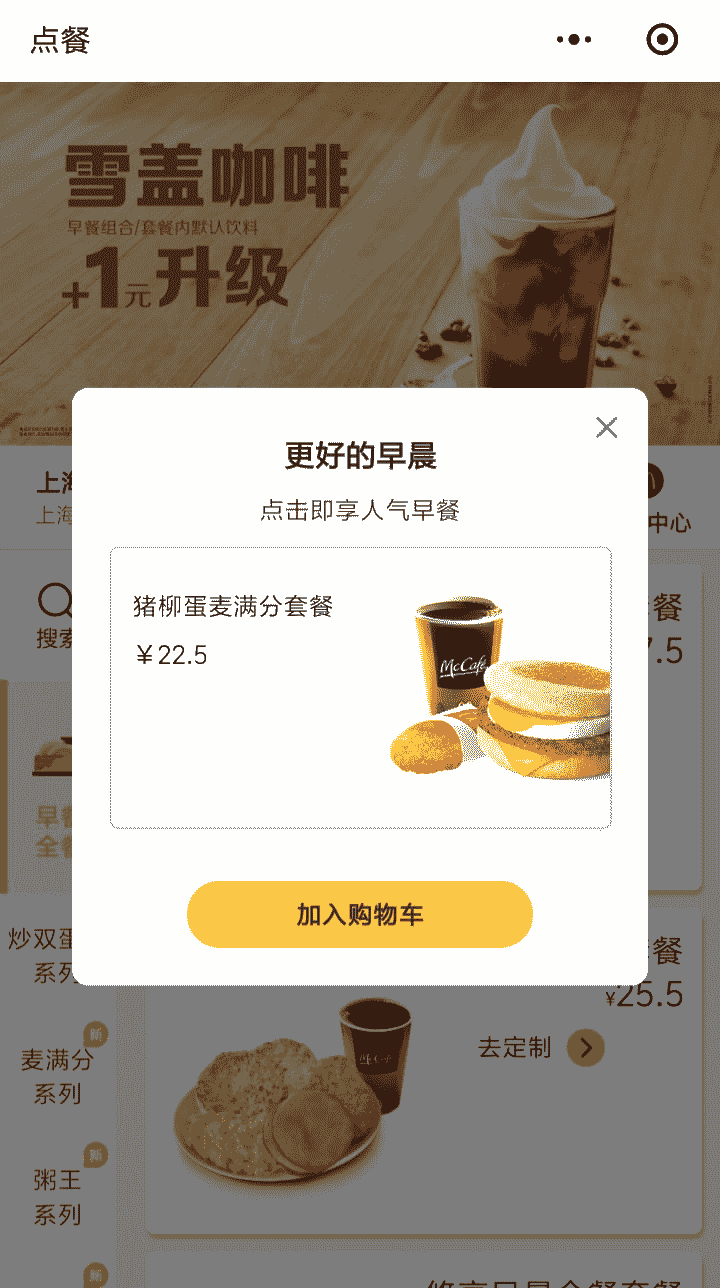 点餐
雪盖咖啡
早餐组合/套餐内默认饮料
+1元升级
上海
上海
中心
更好的早晨
点击即享人气早餐
猪柳蛋麦满分套餐
￥22.5
McCafé
加入购物车
搜索
餐
7.5
早餐
全餐
炒双蛋
系列
餐
¥25.5
去定制
McCafé
新
麦满分
系列
新
粥王
系列
新